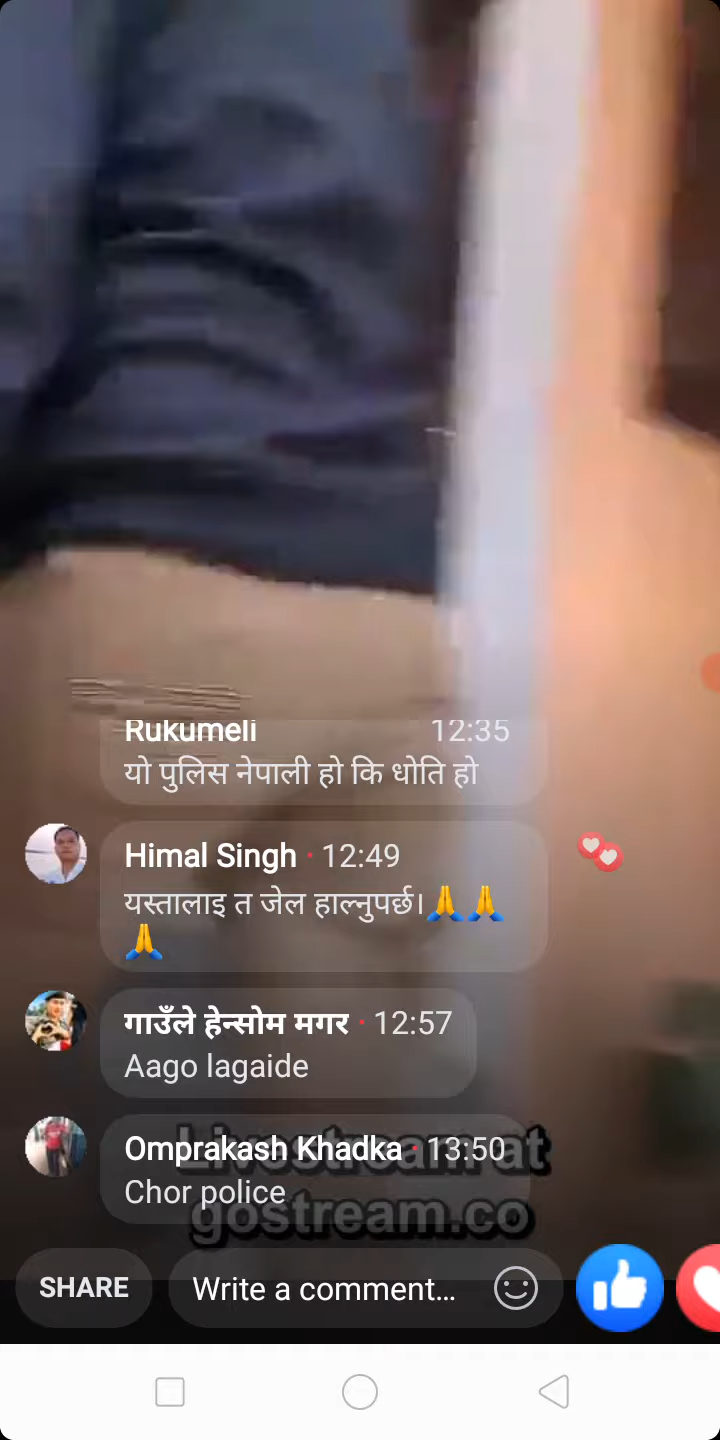 Rukumeli 12:35
यो पुलिस नेपाली हो कि धोति हो
Himal Singh · 12:49
यस्तालाइ त जेल हाल्नुपर्छ।🙏🙏
🙏
गाउँले हेन्सोम मगर · 12:57
Aago lagaide
Omprakash Khadka · 13:50
Chor police
Livestream at
gostream.co
SHARE
Write a comment...